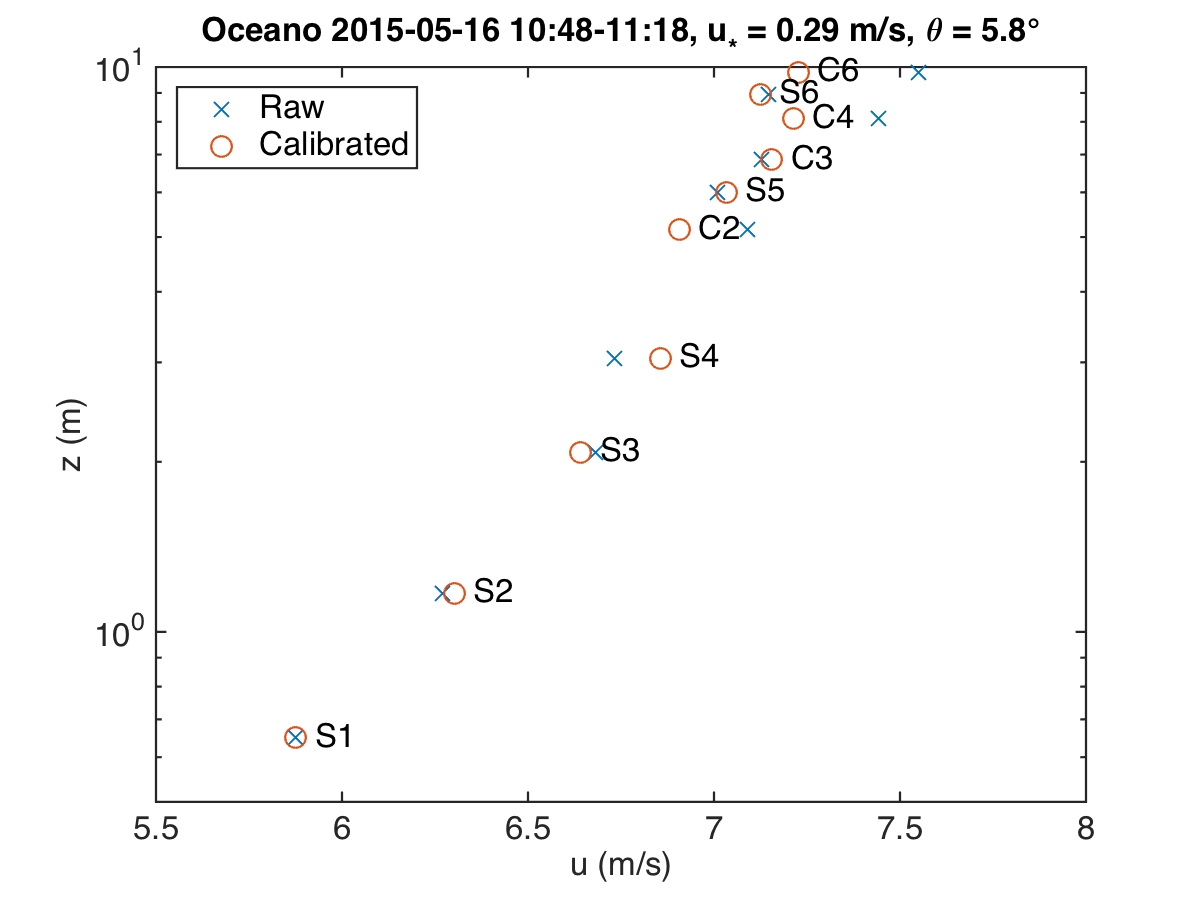 Oceano 2015-05-16 10:48-11:18, u* = 0.29 m/s, θ = 5.8°
10¹
Raw
Calibrated
C6
S6
C4
C3
S5
C2
S4
z (m)
S3
S2
10⁰
S1
5.5 6 6.5 7 7.5 8
u (m/s)